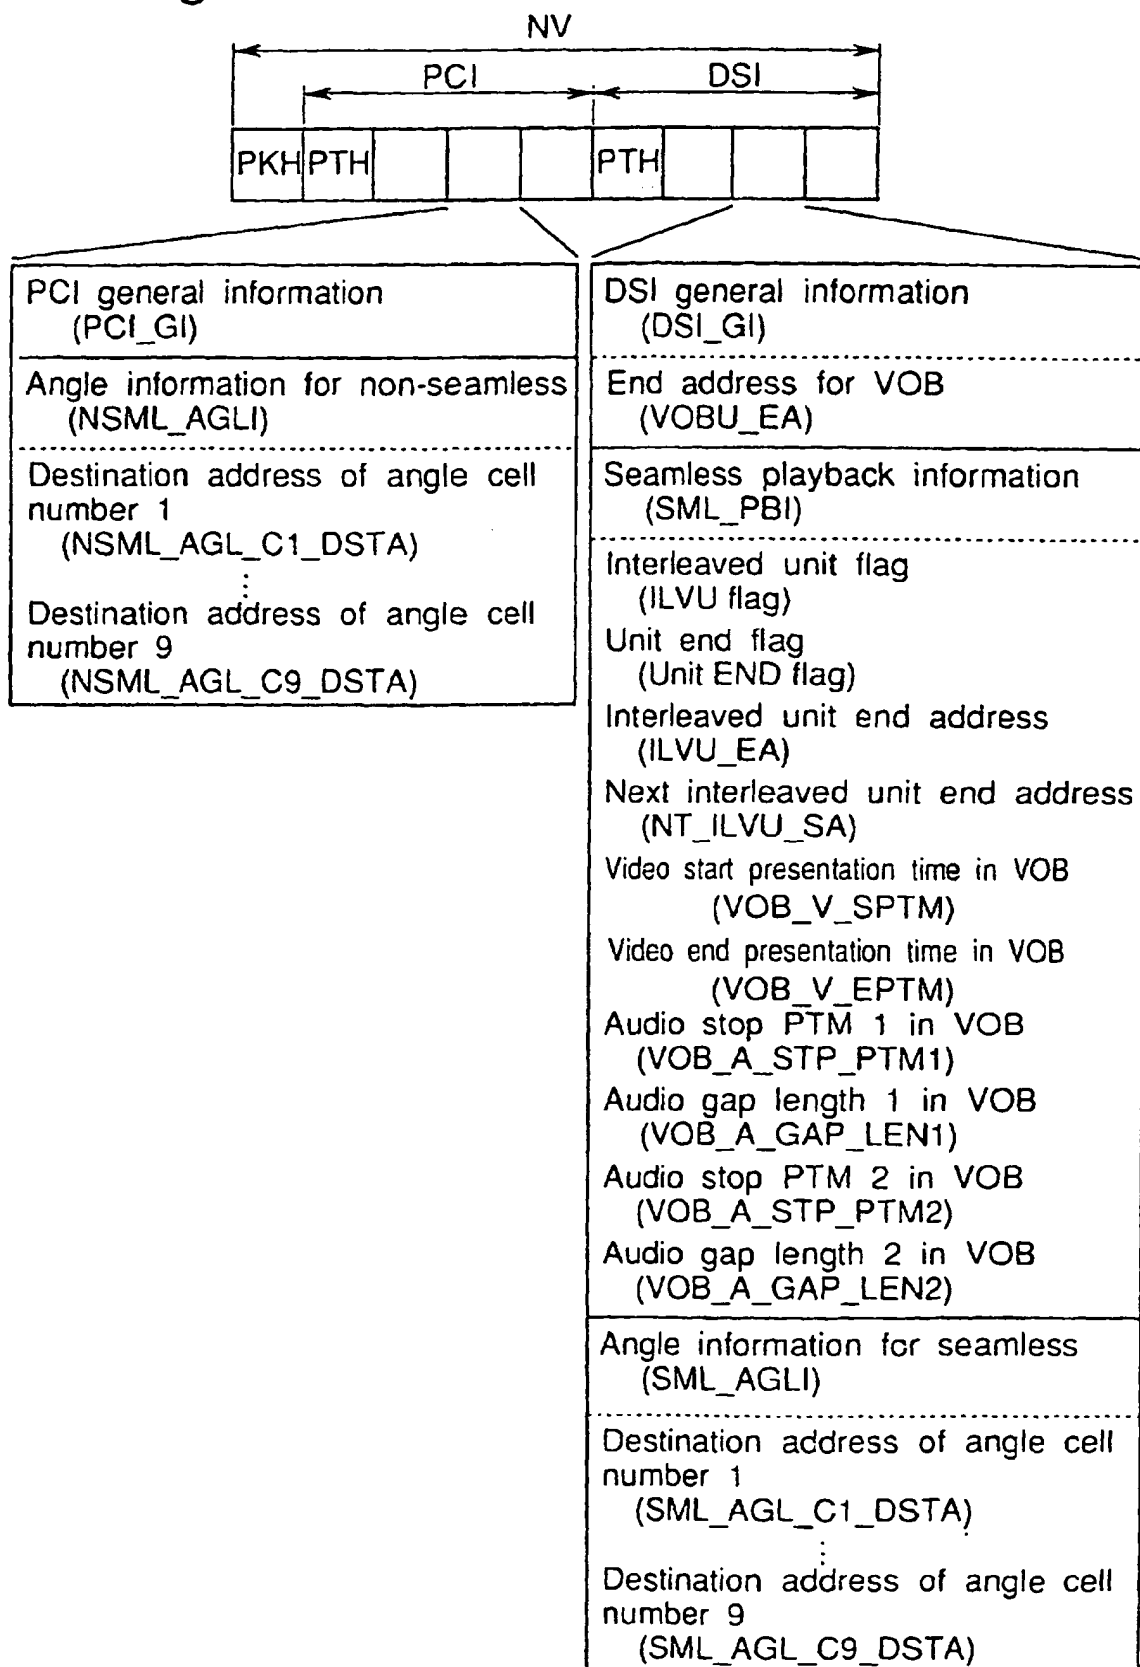 NV
PCI DSI
PKH PTH PTH
PCI general information
(PCI_GI)
Angle information for non-seamless
(NSML_AGLI)
Destination address of angle cell
number 1
(NSML_AGL_C1_DSTA)
Destination address of angle cell
number 9
(NSML_AGL_C9_DSTA)
DSI general information
(DSI_GI)
End address for VOB
(VOBU_EA)
Seamless playback information
(SML_PBI)
Interleaved unit flag
(ILVU flag)
Unit end flag
(Unit END flag)
Interleaved unit end address
(ILVU_EA)
Next interleaved unit end address
(NT_ILVU_SA)
Video start presentation time in VOB
(VOB_V_SPTM)
Video end presentation time in VOB
(VOB_V_EPTM)
Audio stop PTM 1 in VOB
(VOB_A_STP_PTM1)
Audio gap length 1 in VOB
(VOB_A_GAP_LEN1)
Audio stop PTM 2 in VOB
(VOB_A_STP_PTM2)
Audio gap length 2 in VOB
(VOB_A_GAP_LEN2)
Angle information for seamless
(SML_AGLI)
Destination address of angle cell
number 1
(SML_AGL_C1_DSTA)
Destination address of angle cell
number 9
(SML_AGL_C9_DSTA)